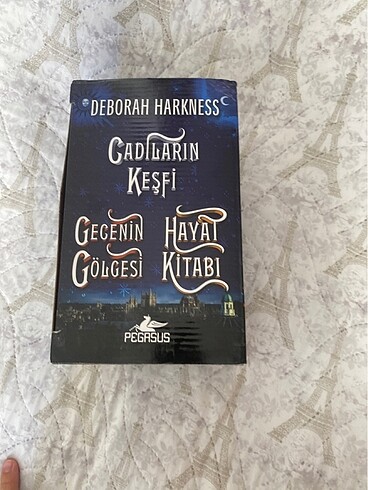 DEBORAH HARKNESS
CADILARIN
KEŞFİ
GECENİN
GÖLGESİ
HAYAT
KİTABI
PEGASUS